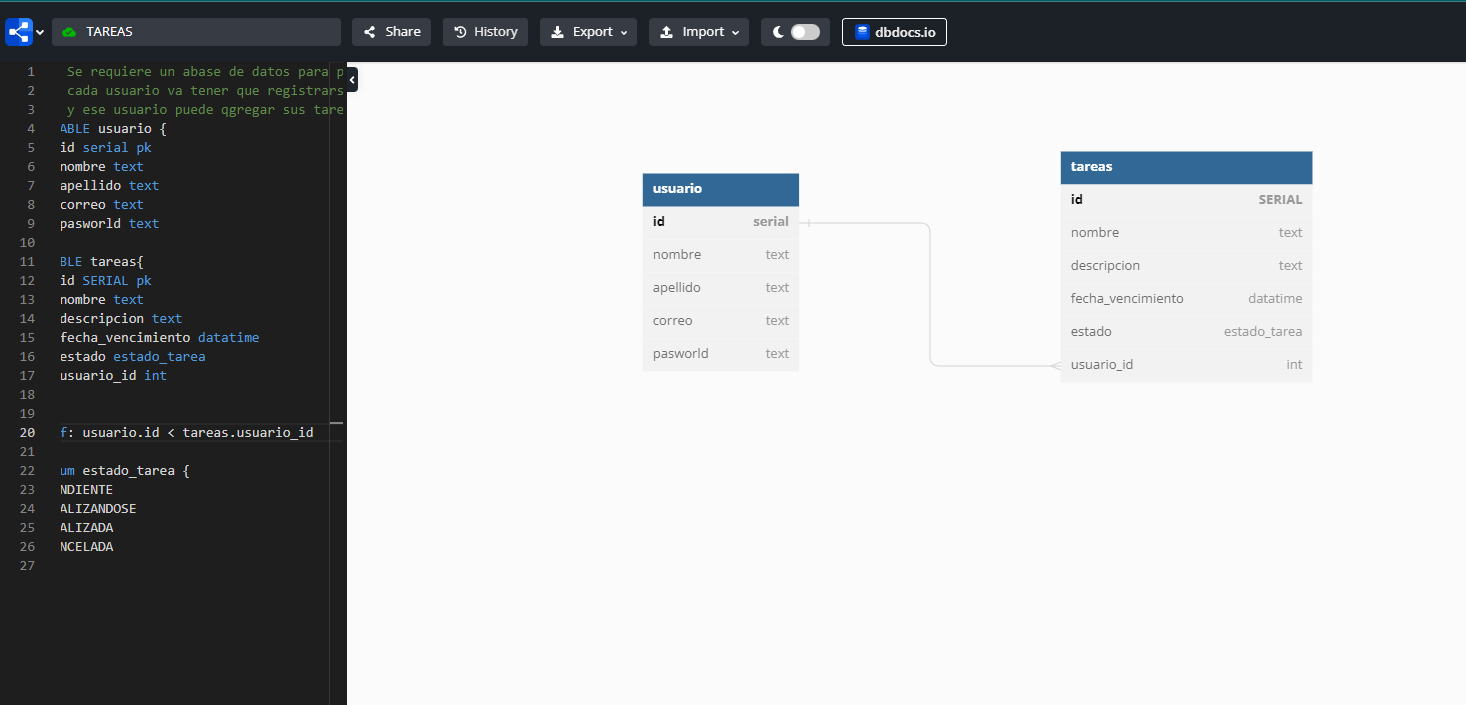 TAREAS
Share
History
Export
Import
dbdocs.io
1 Se requiere un abase de datos para p
2 cada usuario va tener que registrars
3 y ese usuario puede qgregar sus tare
4 ABLE usuario {
5 id serial pk
6 nombre text
7 apellido text
8 correo text
9 pasworld text
10
11 BLE tareas{
12 id SERIAL pk
13 nombre text
14 descripcion text
15 fecha_vencimiento datatime
16 estado estado_tarea
17 usuario_id int
18
19
20 f: usuario.id < tareas.usuario_id
21
22 um estado_tarea {
23 NDIENTE
24 ALIZANDOSE
25 ALIZADA
26 NCELADA
27
usuario
id serial
nombre text
apellido text
correo text
pasworld text
tareas
id SERIAL
nombre text
descripcion text
fecha_vencimiento datatime
estado estado_tarea
usuario_id int